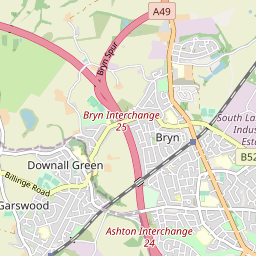 A49
Bryn Spur
Bryn Interchange
25
South La
Indus
Esta
Bryn
B52
Downall Green
Billinge Road
Garswood
Ashton Interchange
24